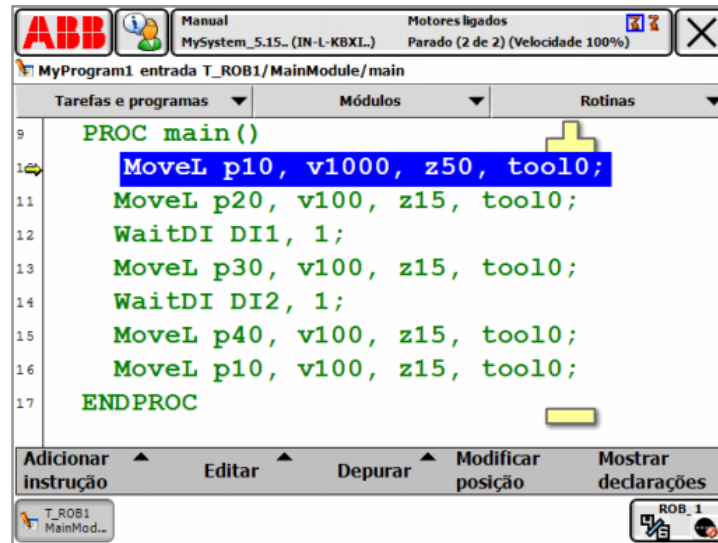 ABB
Manual
MySystem_5.15.. (IN-L-KBXI..)
Motores ligados
Parado (2 de 2) (Velocidade 100%)
MyProgram1 entrada T_ROB1/MainModule/main
Tarefas e programas Módulos Rotinas
9 PROC main()
10 MoveL p10, v1000, z50, tool0;
11 MoveL p20, v100, z15, tool0;
12 WaitDI DI1, 1;
13 MoveL p30, v100, z15, tool0;
14 WaitDI DI2, 1;
15 MoveL p40, v100, z15, tool0;
16 MoveL p10, v100, z15, tool0;
17 ENDPROC
Adicionar instrução
Editar
Depurar
Modificar posição
Mostrar declarações
T_ROB1
MainMod...
ROB_1